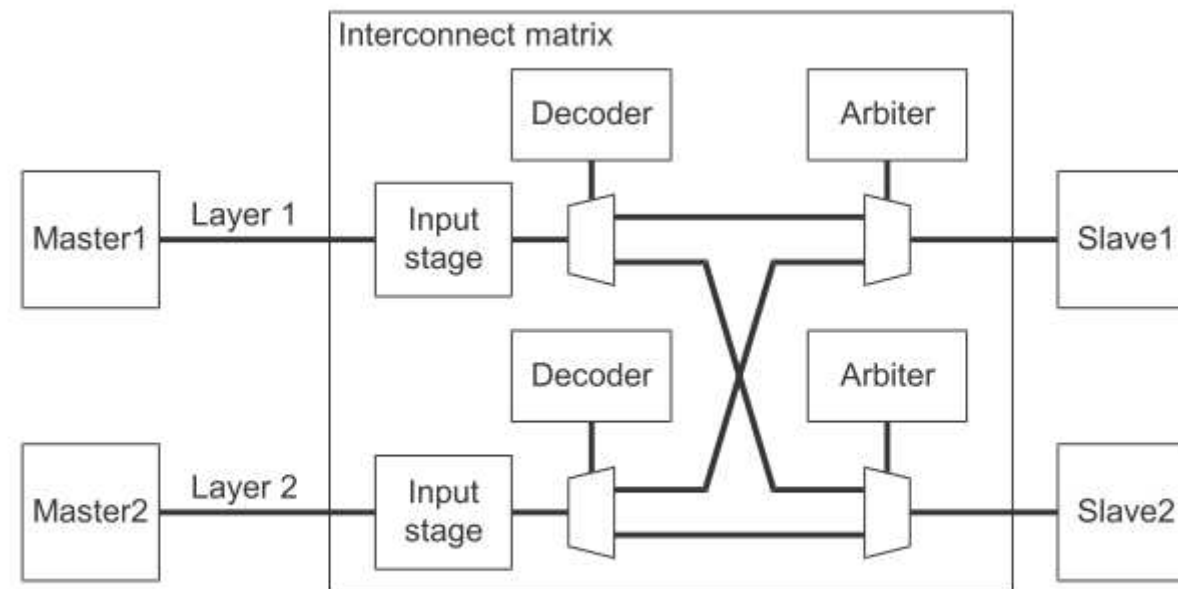 Interconnect matrix
Decoder
Arbiter
Master1
Layer 1
Input
stage
Slave1
Decoder
Arbiter
Master2
Layer 2
Input
stage
Slave2